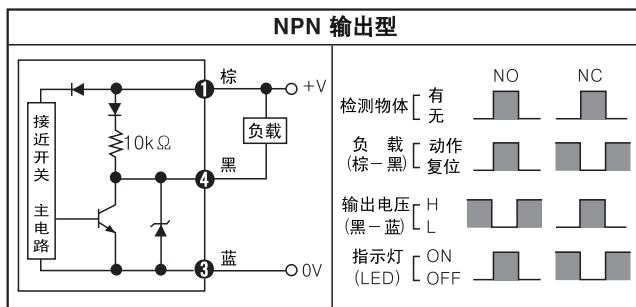 NPN 输出型
接近开关 主电路
10kΩ
1 棕
+V
负载
4 黑
3 蓝
0V
NO NC
检测物体 有
无
负 载 动作
(棕－黑) 复位
输出电压 H
(黑－蓝) L
指示灯 ON
(LED) OFF